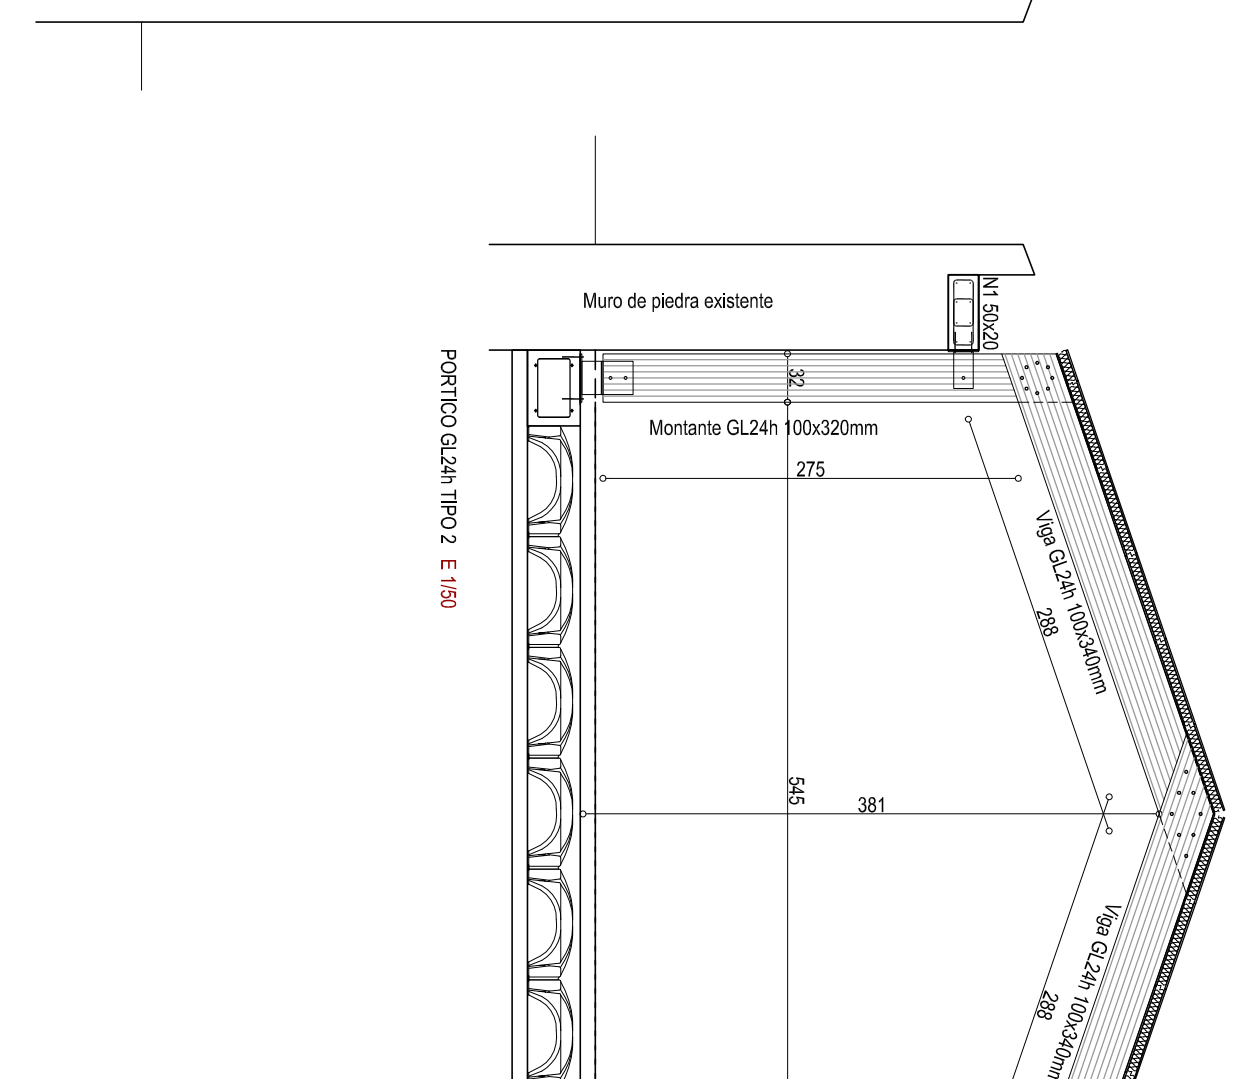 Muro de piedra existente
N1 50x20
32
Montante GL24h 100x320mm
275
PORTICO GL24h TIPO 2 E 1/50
Viga GL24h 100x340mm
288
545
381
Viga GL24h 100x340mm
288